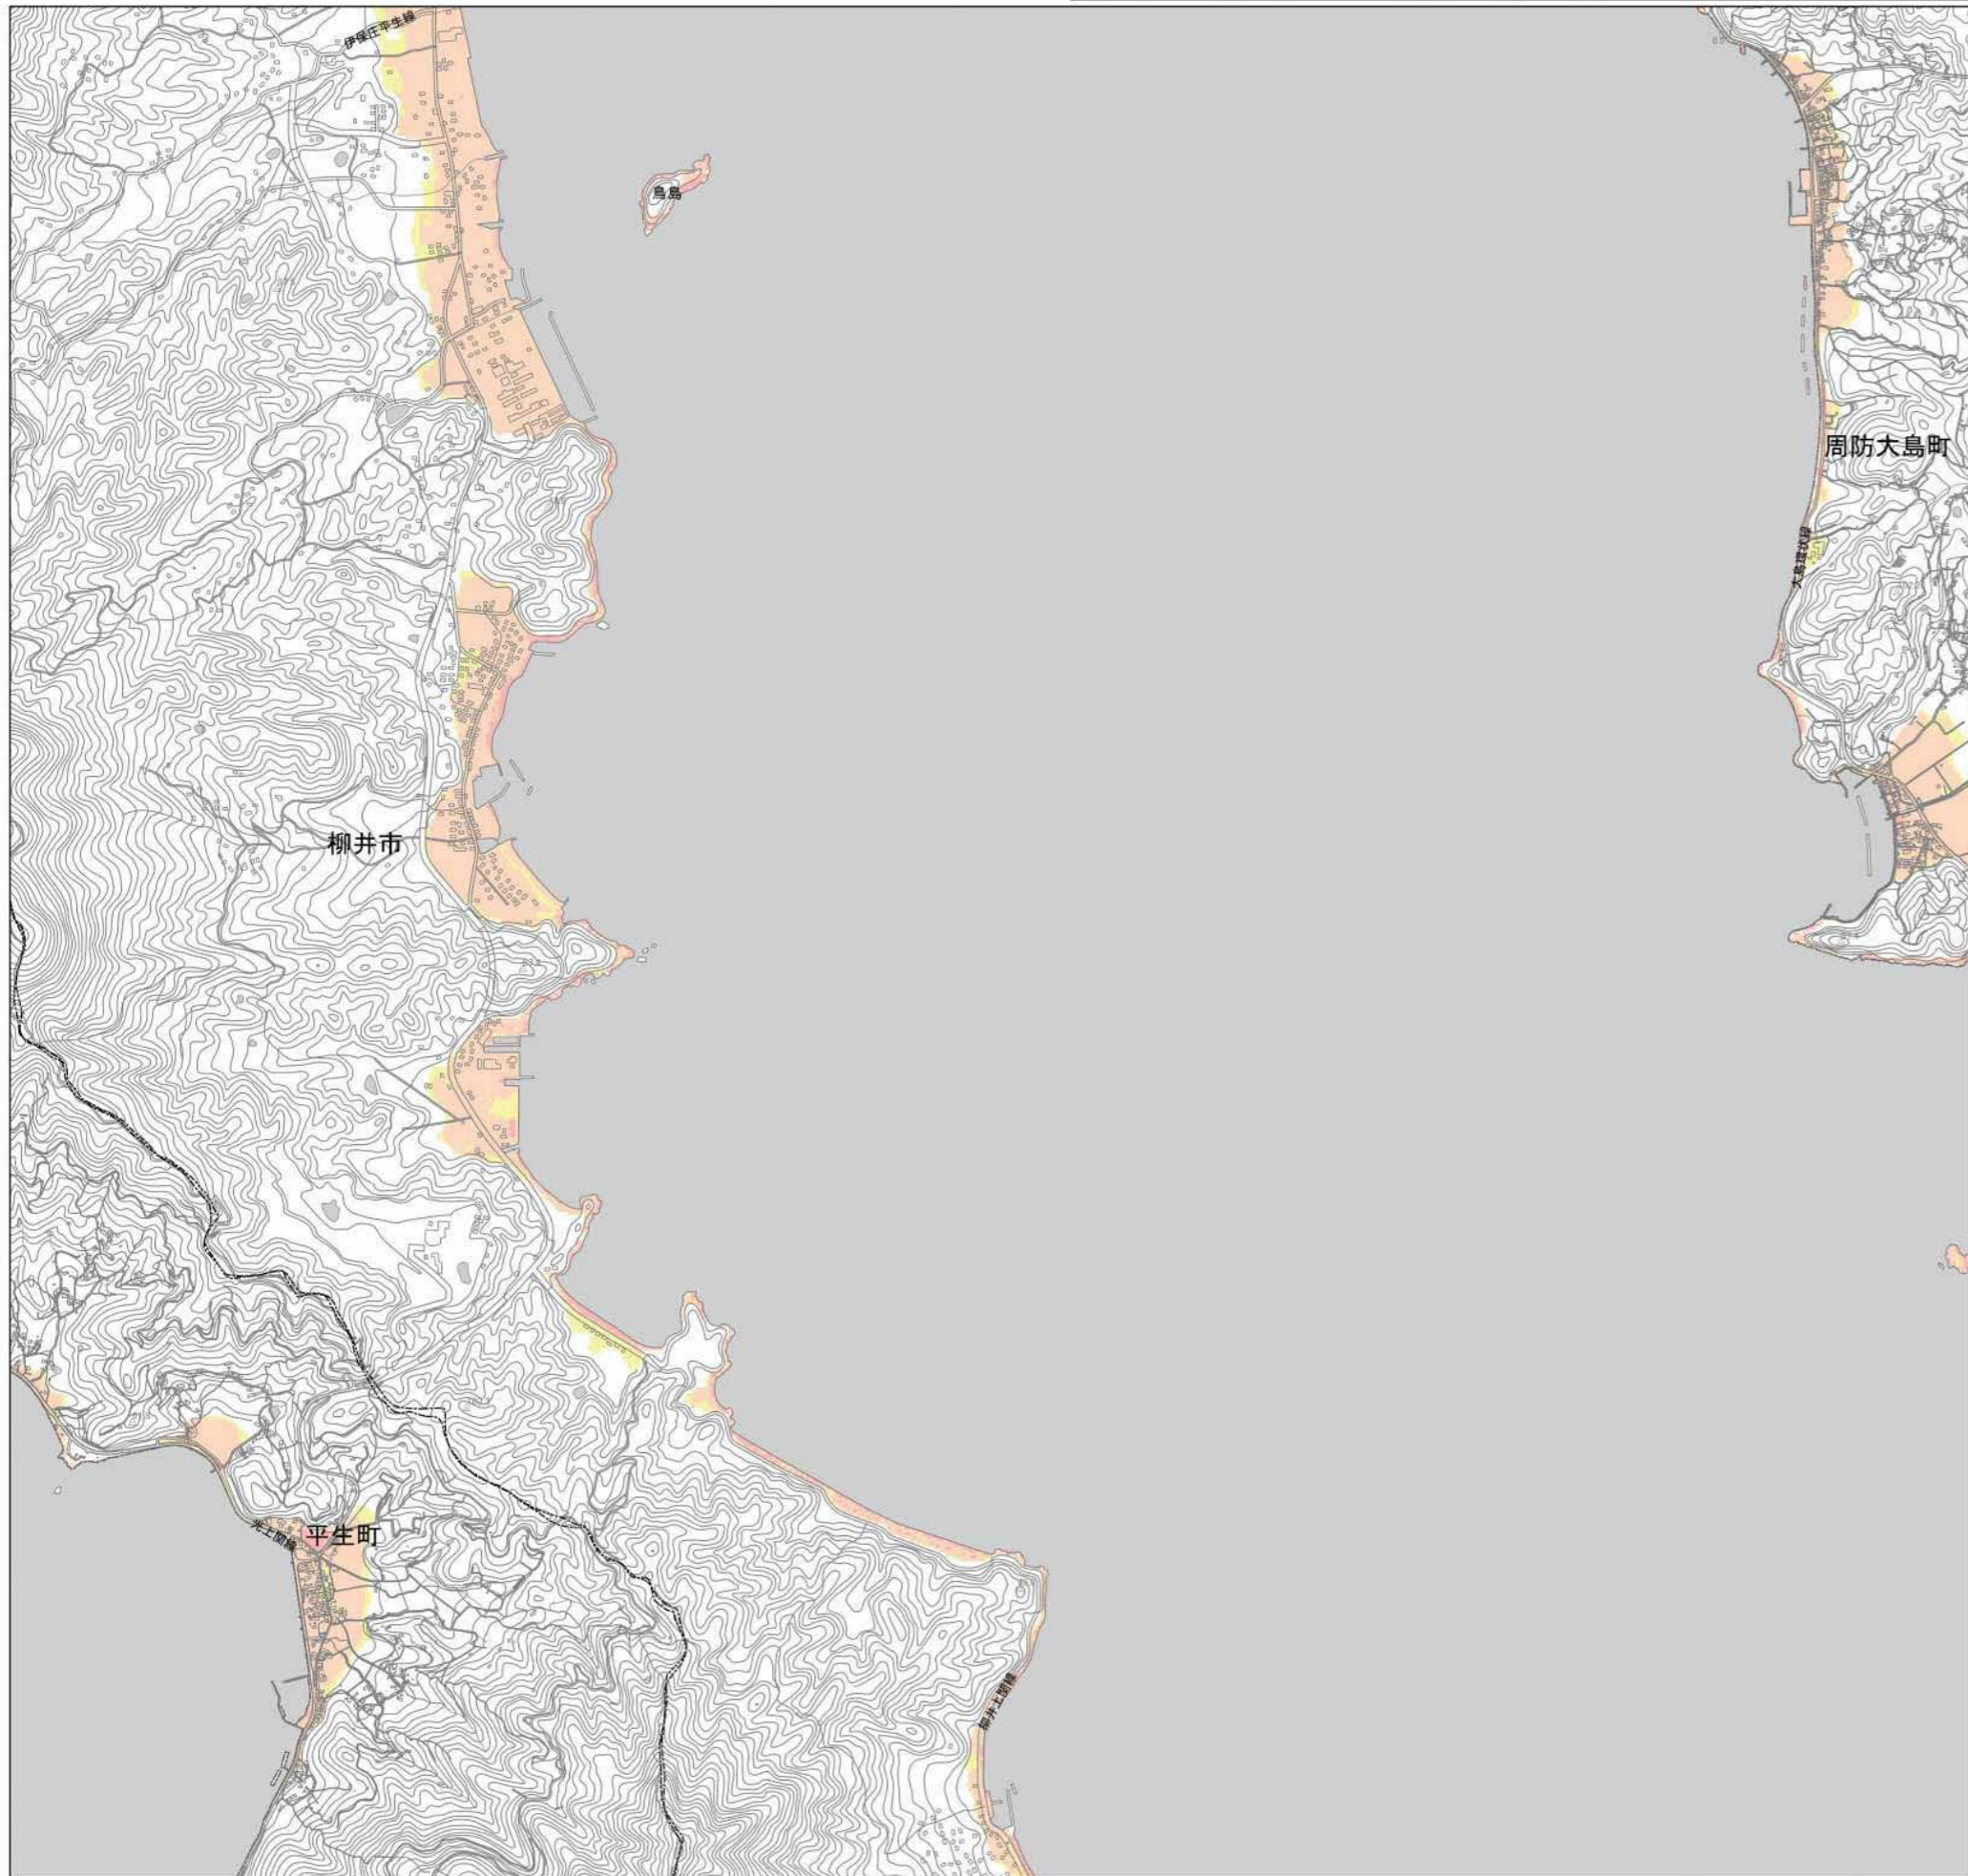 伊保庄平生線
烏島
周防大島町
大島環状線
柳井市
光上関線
平生町
柳井上関線